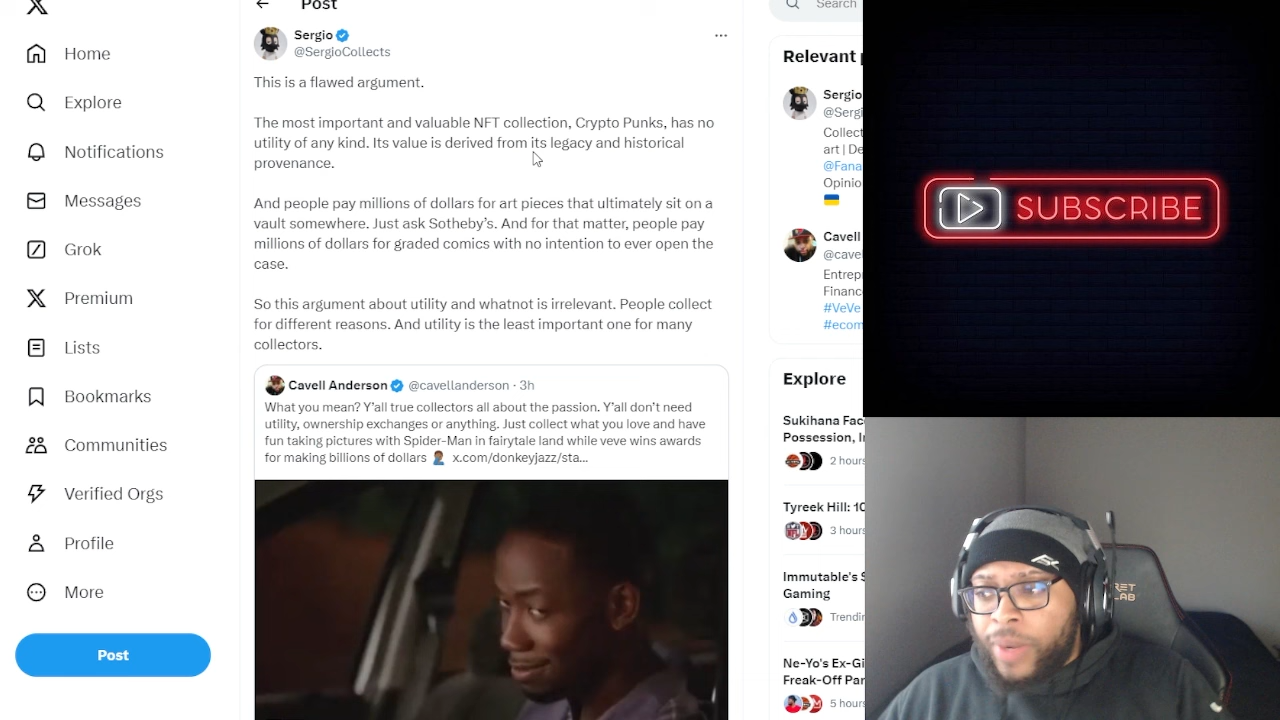 Post
Search
Home
Explore
Notifications
Messages
Grok
Premium
Lists
Bookmarks
Communities
Verified Orgs
Profile
More
Post
Sergio
@SergioCollects
This is a flawed argument.
The most important and valuable NFT collection, Crypto Punks, has no
utility of any kind. Its value is derived from its legacy and historical
provenance.
And people pay millions of dollars for art pieces that ultimately sit on a
vault somewhere. Just ask Sotheby's. And for that matter, people pay
millions of dollars for graded comics with no intention to ever open the
case.
So this argument about utility and whatnot is irrelevant. People collect
for different reasons. And utility is the least important one for many
collectors.
Cavell Anderson @cavellanderson · 3h
What you mean? Y'all true collectors all about the passion. Y'all don't need
utility, ownership exchanges or anything. Just collect what you love and have
fun taking pictures with Spider-Man in fairytale land while veve wins awards
for making billions of dollars 🤦🏾‍♂️ x.com/donkeyjazz/sta...
Relevant
Sergio
@Sergi
Collect
art | De
@Fana
Opinio
Cavell
@cave
Entrep
Financ
#VeVe
#ecom
Explore
Sukihana Fac
Possession, I
2 hours
Tyreek Hill: 10
3 hours
Immutable's S
Gaming
Trendi
Ne-Yo's Ex-Gi
Freak-Off Par
5 hours
SUBSCRIBE
RET
LAB